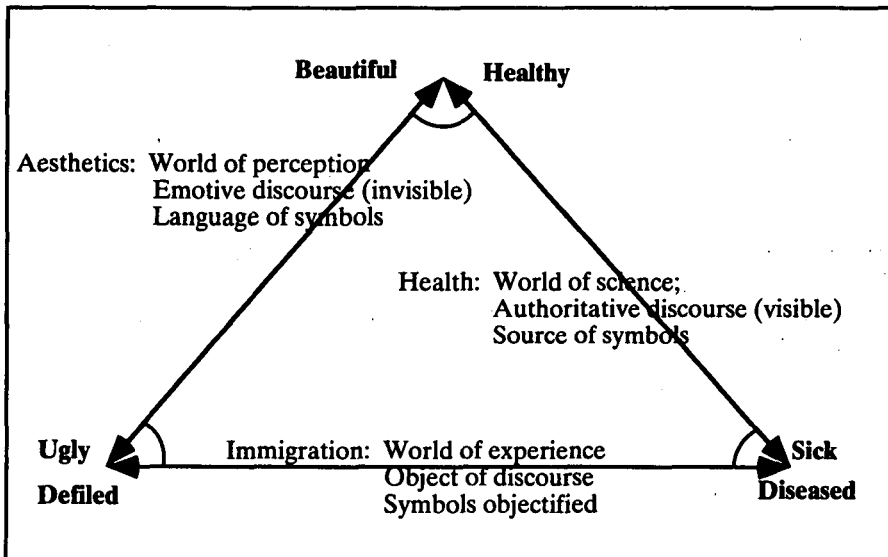 Beautiful Healthy
Aesthetics: World of perception
Emotive discourse (invisible)
Language of symbols
Health: World of science;
Authoritative discourse (visible)
Source of symbols
Ugly
Defiled
Immigration: World of experience
Object of discourse
Symbols objectified
Sick
Diseased